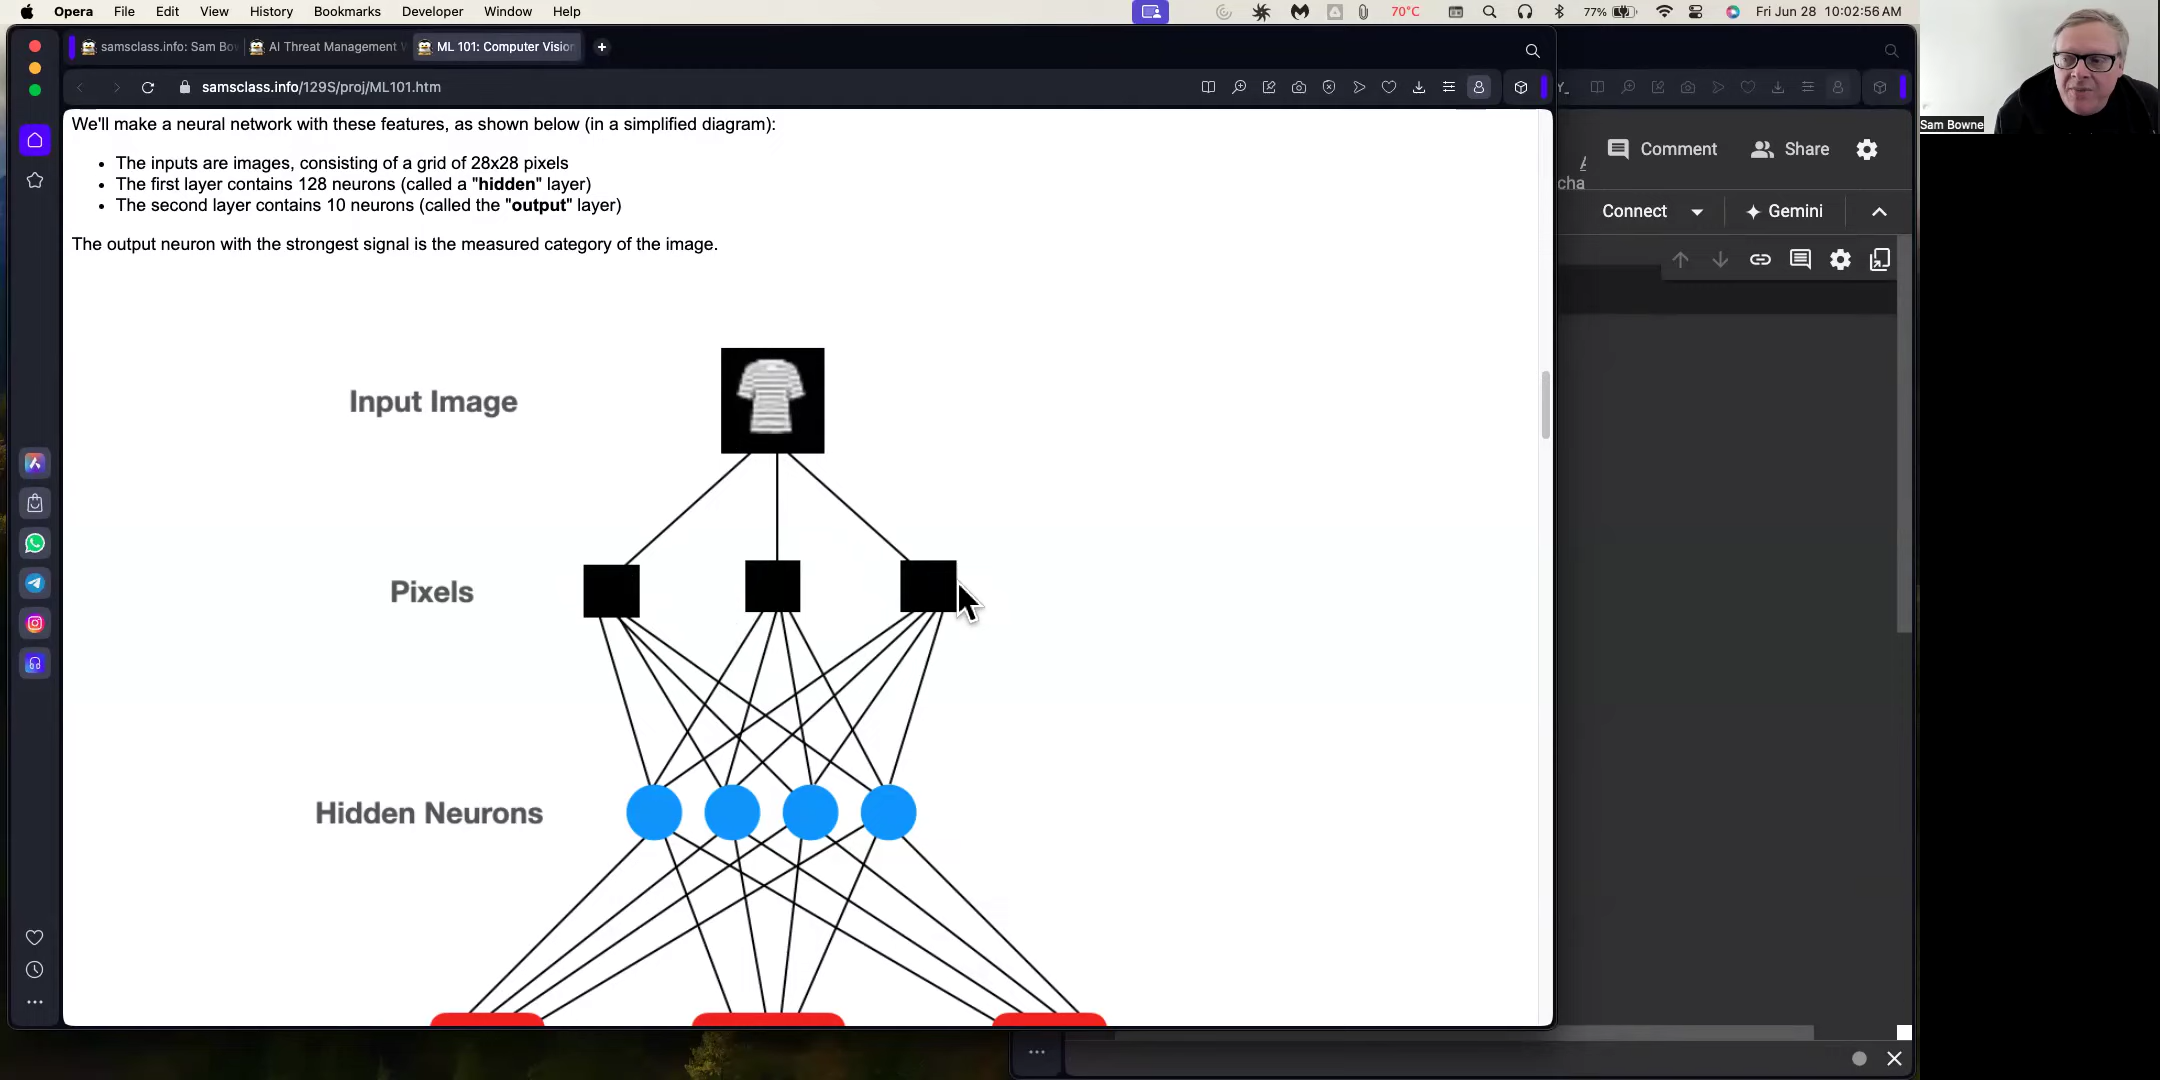 Opera File Edit View History Bookmarks Developer Window Help
70°C 77% Fri Jun 28 10:02:56 AM
samsclass.info: Sam Bow
AI Threat Management
ML 101: Computer Vision
samsclass.info/129S/proj/ML101.htm
We'll make a neural network with these features, as shown below (in a simplified diagram):
• The inputs are images, consisting of a grid of 28x28 pixels
• The first layer contains 128 neurons (called a "hidden" layer)
• The second layer contains 10 neurons (called the "output" layer)
The output neuron with the strongest signal is the measured category of the image.
Input Image
Pixels
Hidden Neurons
Comment Share
cha
Connect Gemini
Sam Bowne